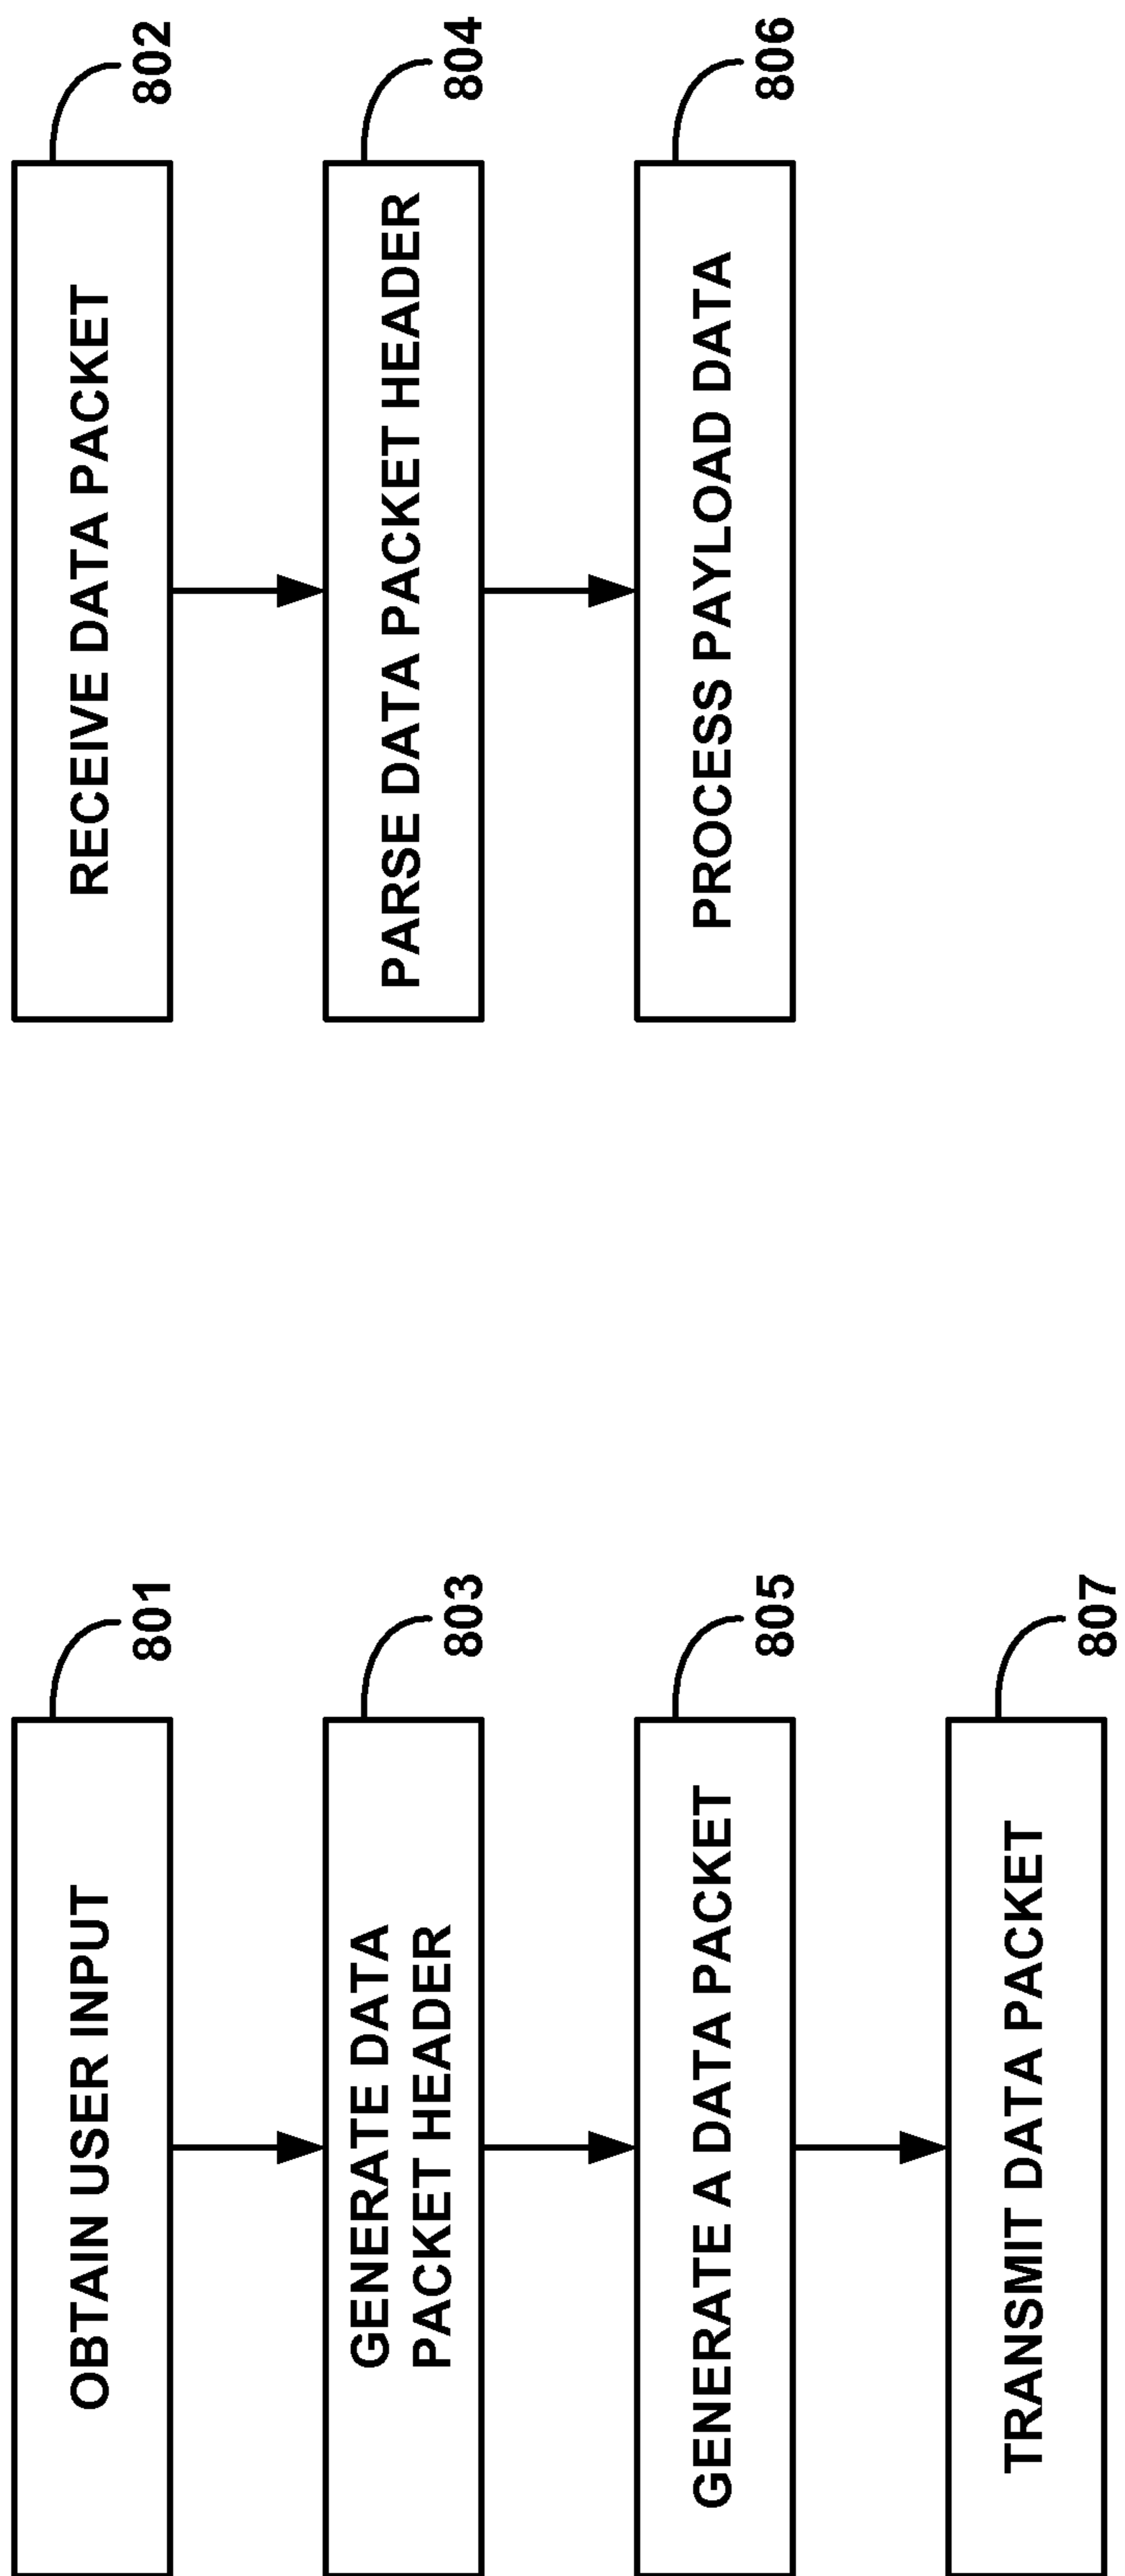 OBTAIN USER INPUT
801
GENERATE DATA
PACKET HEADER
803
GENERATE A DATA PACKET
805
TRANSMIT DATA PACKET
807
RECEIVE DATA PACKET
802
PARSE DATA PACKET HEADER
804
PROCESS PAYLOAD DATA
806